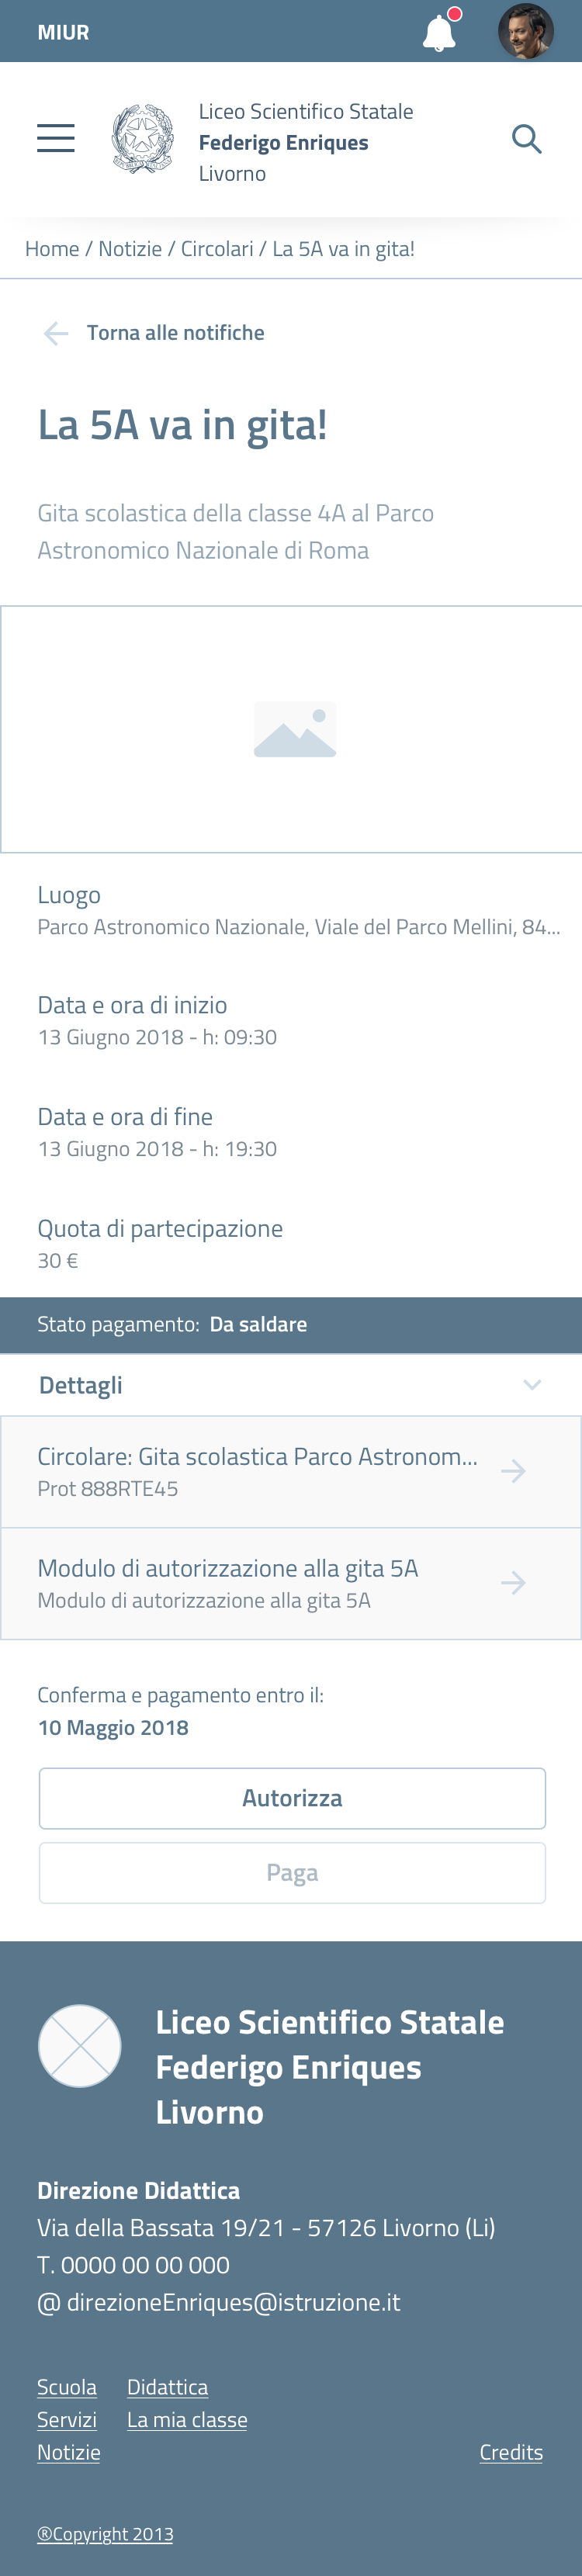 MIUR
Liceo Scientifico Statale
Federigo Enriques
Livorno
Home / Notizie / Circolari / La 5A va in gita!
Torna alle notifiche
La 5A va in gita!
Gita scolastica della classe 4A al Parco
Astronomico Nazionale di Roma
Luogo
Parco Astronomico Nazionale, Viale del Parco Mellini, 84...
Data e ora di inizio
13 Giugno 2018 - h: 09:30
Data e ora di fine
13 Giugno 2018 - h: 19:30
Quota di partecipazione
30 €
Stato pagamento: Da saldare
Dettagli
Circolare: Gita scolastica Parco Astronom...
Prot 888RTE45
Modulo di autorizzazione alla gita 5A
Modulo di autorizzazione alla gita 5A
Conferma e pagamento entro il:
10 Maggio 2018
Autorizza
Paga
Liceo Scientifico Statale
Federigo Enriques
Livorno
Direzione Didattica
Via della Bassata 19/21 - 57126 Livorno (Li)
T. 0000 00 00 000
@ direzioneEnriques@istruzione.it
Scuola Didattica
Servizi La mia classe
Notizie Credits
®Copyright 2013